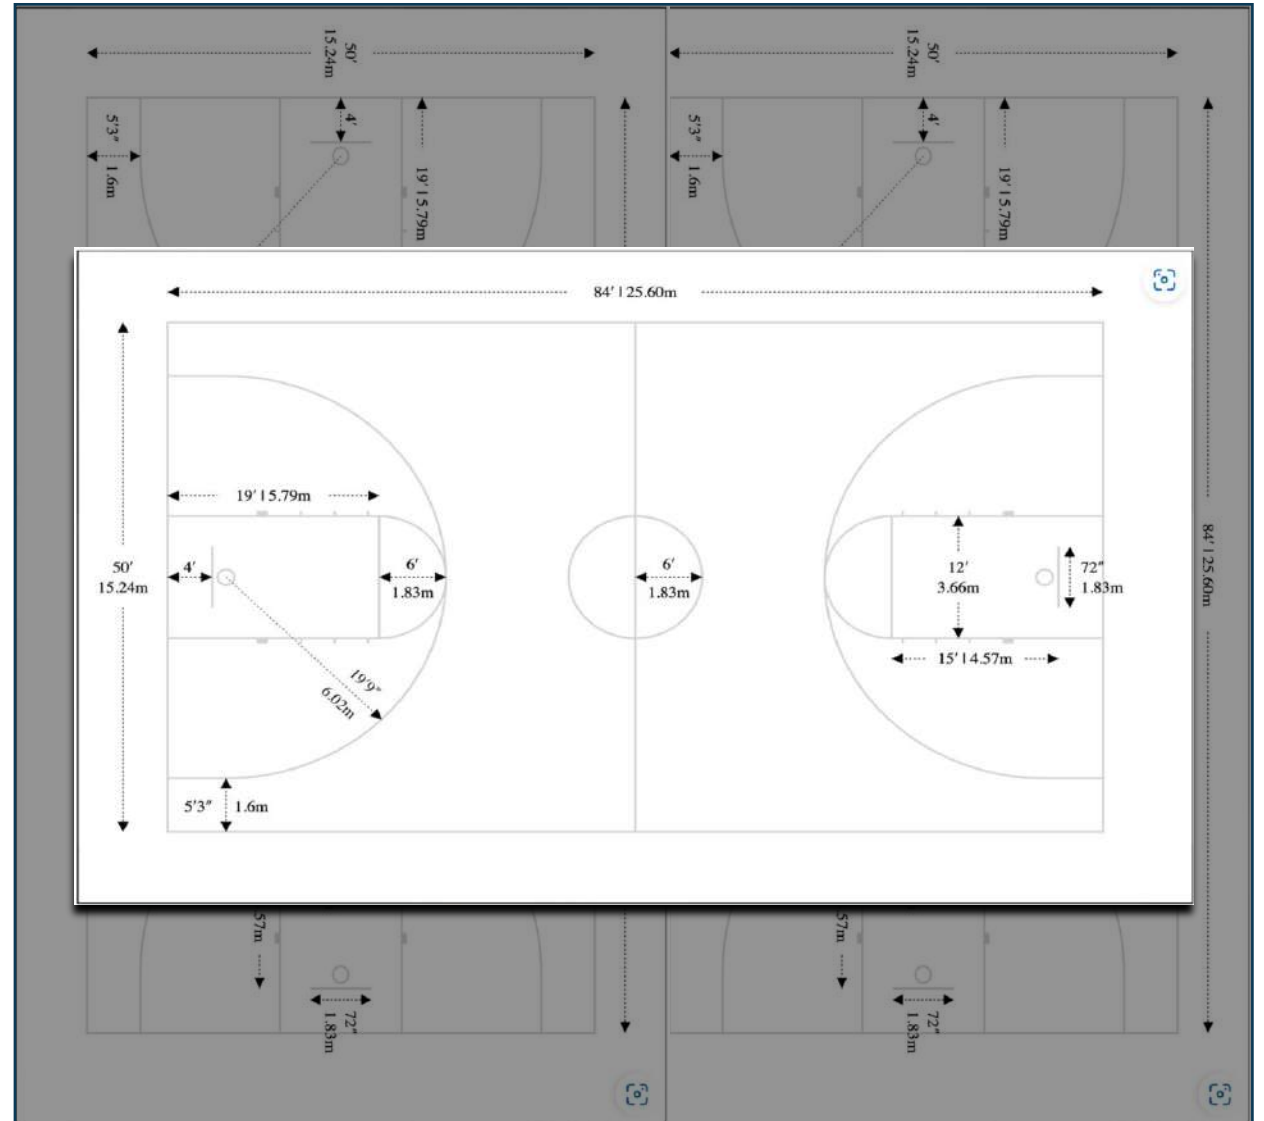 50′
15.24m
50′
15.24m
4′
4′
5′3″
1.6m
5′3″
1.6m
19′ | 5.79m
19′ | 5.79m
84′ | 25.60m
19′ | 5.79m
50′
15.24m
4′
6′
1.83m
6′
1.83m
12′
3.66m
72″
1.83m
15′ | 4.57m
19′9″
6.02m
5′3″
1.6m
84′ | 25.60m
57m
57m
72″
1.83m
72″
1.83m